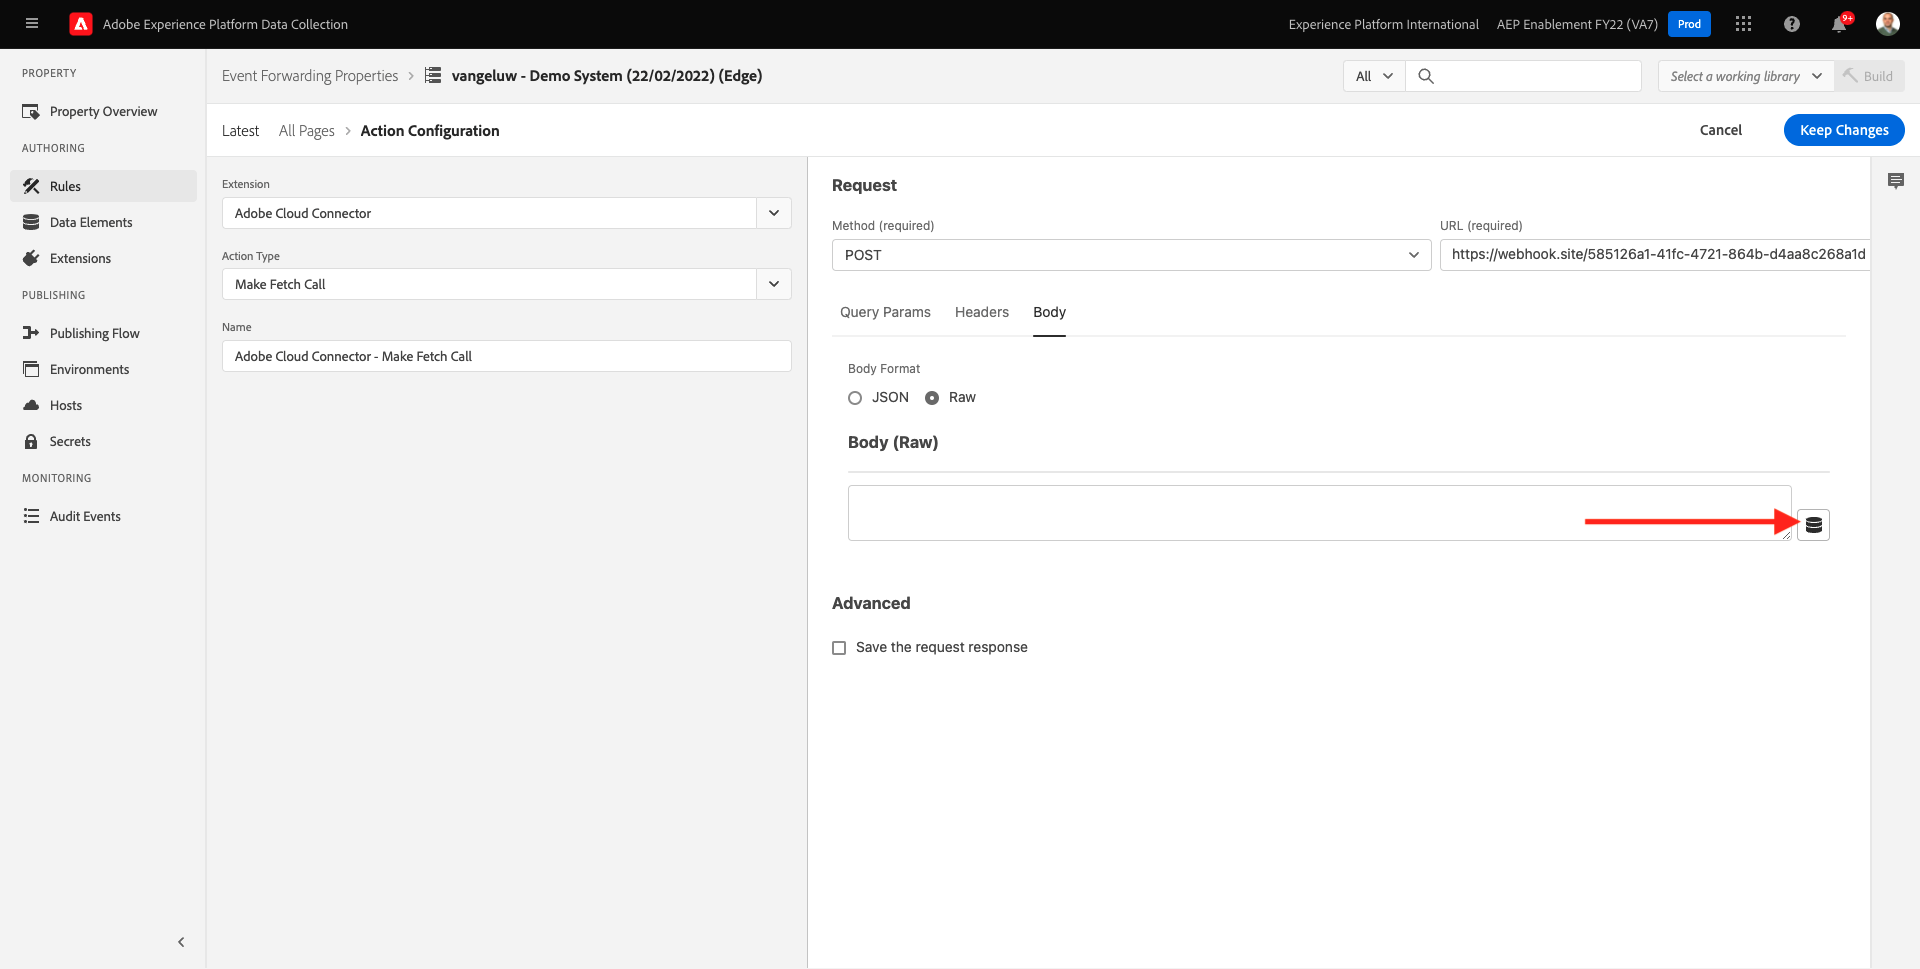 Adobe Experience Platform Data Collection
Experience Platform International
AEP Enablement FY22 (VA7)
Prod
9+
PROPERTY
Property Overview
AUTHORING
Rules
Data Elements
Extensions
PUBLISHING
Publishing Flow
Environments
Hosts
Secrets
MONITORING
Audit Events
Event Forwarding Properties
vangeluw - Demo System (22/02/2022) (Edge)
All
Select a working library
Build
Latest
All Pages
Action Configuration
Cancel
Keep Changes
Extension
Adobe Cloud Connector
Action Type
Make Fetch Call
Name
Adobe Cloud Connector - Make Fetch Call
Request
Method (required)
URL (required)
POST
https://webhook.site/585126a1-41fc-4721-864b-d4aa8c268a1d
Query Params
Headers
Body
Body Format
JSON
Raw
Body (Raw)
Advanced
Save the request response